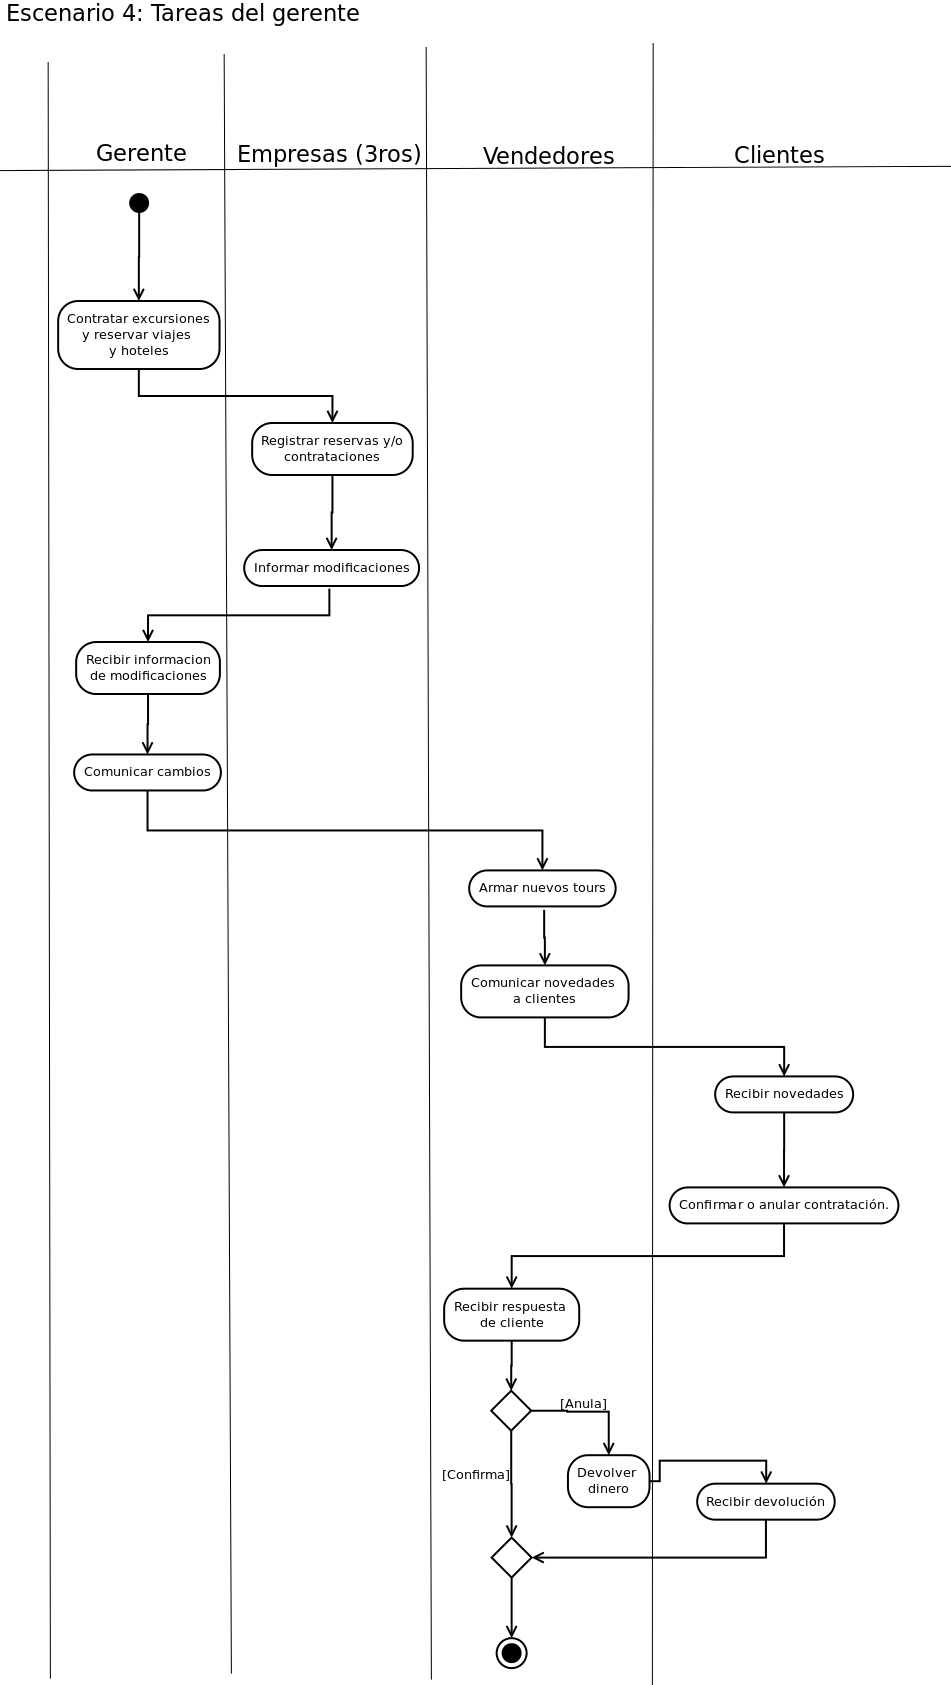 Escenario 4: Tareas del gerente
Gerente
Empresas (3ros)
Vendedores
Clientes
Contratar excursiones
y reservar viajes
y hoteles
Registrar reservas y/o
contrataciones
Informar modificaciones
Recibir informacion
de modificaciones
Comunicar cambios
Armar nuevos tours
Comunicar novedades
a clientes
Recibir novedades
Confirmar o anular contratación.
Recibir respuesta
de cliente
[Anula]
[Confirma]
Devolver
dinero
Recibir devolución